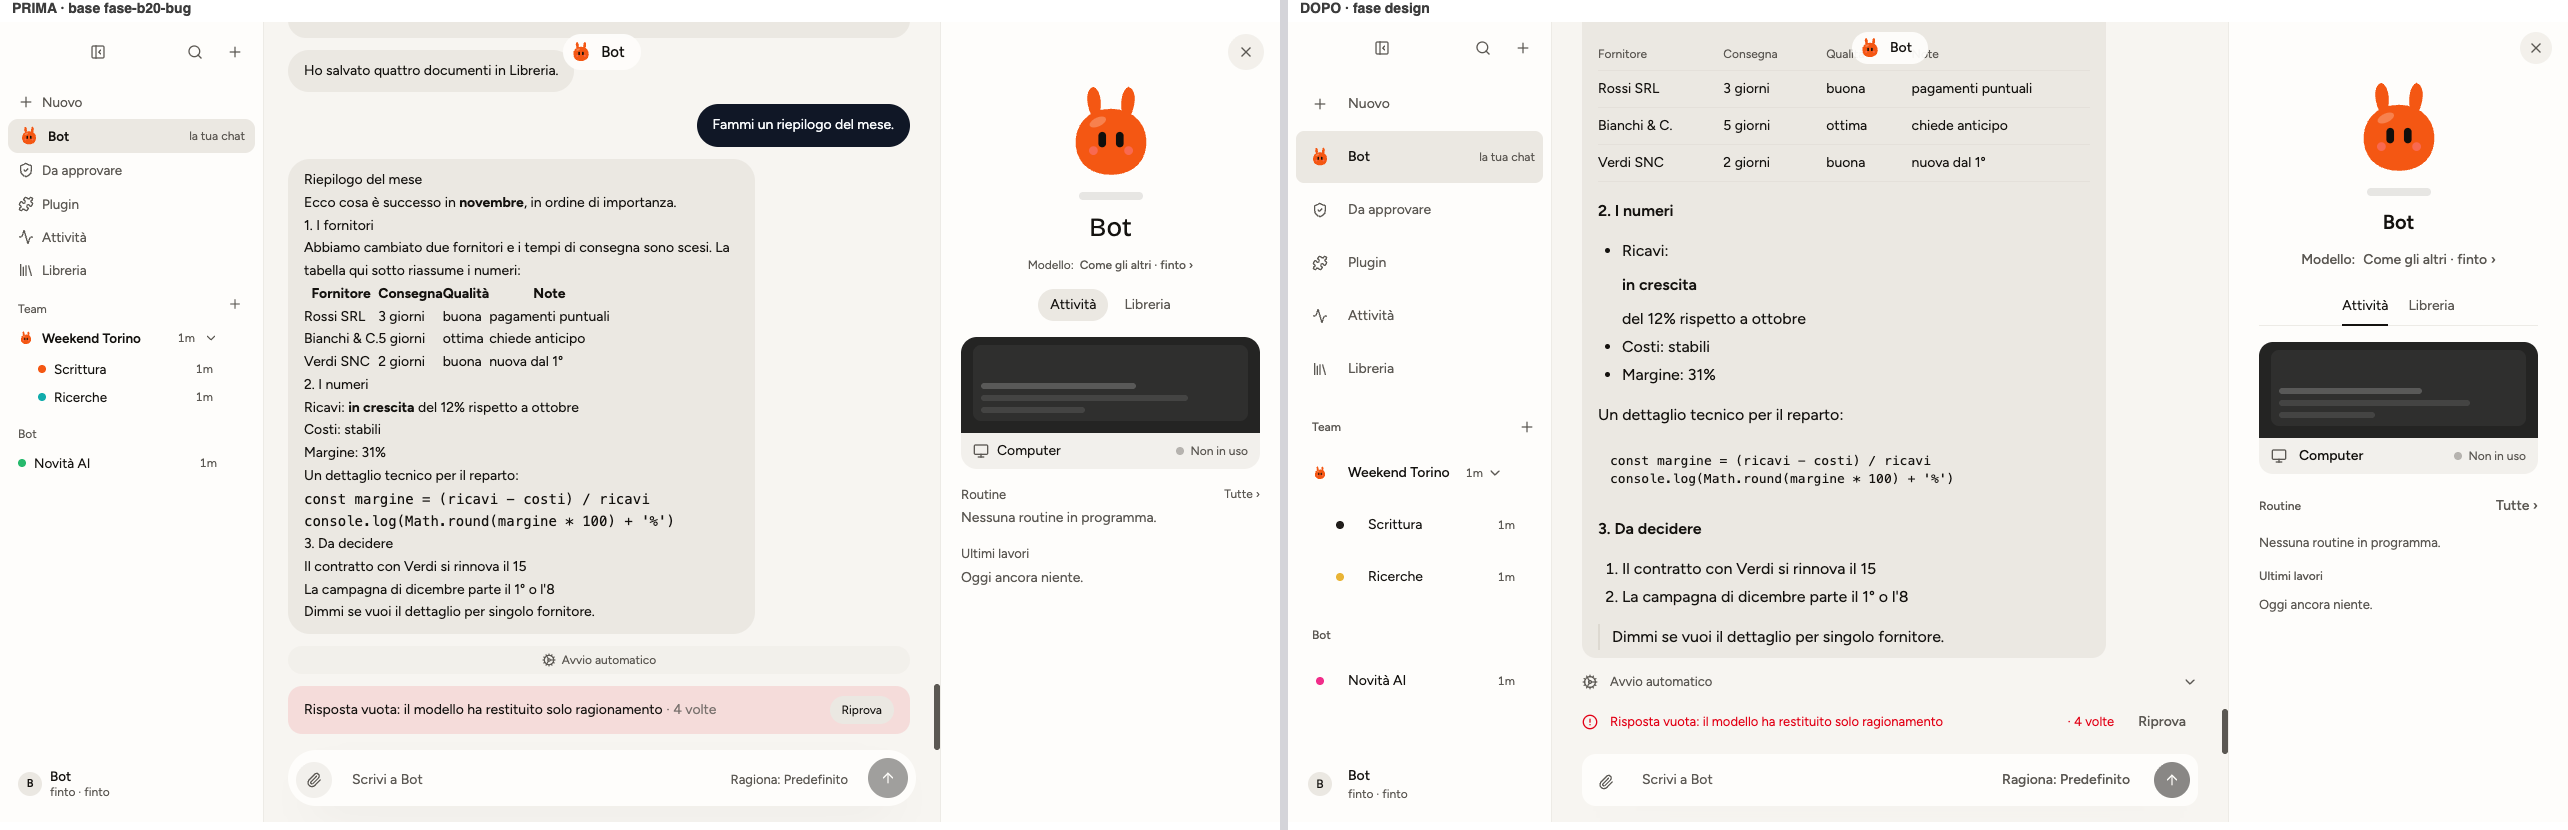 PRIMA · base fase-b20-bug
Nuovo
Bot la tua chat
Da approvare
Plugin
Attività
Libreria
Team
Weekend Torino 1m
Scrittura 1m
Ricerche 1m
Bot
Novità AI 1m
B
Bot
finto · finto
Bot
Ho salvato quattro documenti in Libreria.
Fammi un riepilogo del mese.
Riepilogo del mese
Ecco cosa è successo in novembre, in ordine di importanza.
1. I fornitori
Abbiamo cambiato due fornitori e i tempi di consegna sono scesi. La
tabella qui sotto riassume i numeri:
Fornitore Consegna Qualità Note
Rossi SRL 3 giorni buona pagamenti puntuali
Bianchi & C. 5 giorni ottima chiede anticipo
Verdi SNC 2 giorni buona nuova dal 1°
2. I numeri
Ricavi: in crescita del 12% rispetto a ottobre
Costi: stabili
Margine: 31%
Un dettaglio tecnico per il reparto:
const margine = (ricavi − costi) / ricavi
console.log(Math.round(margine * 100) + '%')
3. Da decidere
Il contratto con Verdi si rinnova il 15
La campagna di dicembre parte il 1° o l'8
Dimmi se vuoi il dettaglio per singolo fornitore.
Avvio automatico
Risposta vuota: il modello ha restituito solo ragionamento · 4 volte Riprova
Scrivi a Bot Ragiona: Predefinito
Bot
Modello: Come gli altri · finto ›
Attività Libreria
Computer Non in uso
Routine Tutte ›
Nessuna routine in programma.
Ultimi lavori
Oggi ancora niente.
DOPO · fase design
Nuovo
Bot la tua chat
Da approvare
Plugin
Attività
Libreria
Team
Weekend Torino 1m
Scrittura 1m
Ricerche 1m
Bot
Novità AI 1m
B
Bot
finto · finto
Bot
Fornitore Consegna
Rossi SRL 3 giorni buona pagamenti puntuali
Bianchi & C. 5 giorni ottima chiede anticipo
Verdi SNC 2 giorni buona nuova dal 1°
2. I numeri
• Ricavi:
in crescita
del 12% rispetto a ottobre
• Costi: stabili
• Margine: 31%
Un dettaglio tecnico per il reparto:
const margine = (ricavi − costi) / ricavi
console.log(Math.round(margine * 100) + '%')
3. Da decidere
1. Il contratto con Verdi si rinnova il 15
2. La campagna di dicembre parte il 1° o l'8
Dimmi se vuoi il dettaglio per singolo fornitore.
Avvio automatico
Risposta vuota: il modello ha restituito solo ragionamento · 4 volte Riprova
Scrivi a Bot Ragiona: Predefinito
Bot
Modello: Come gli altri · finto ›
Attività Libreria
Computer Non in uso
Routine Tutte ›
Nessuna routine in programma.
Ultimi lavori
Oggi ancora niente.